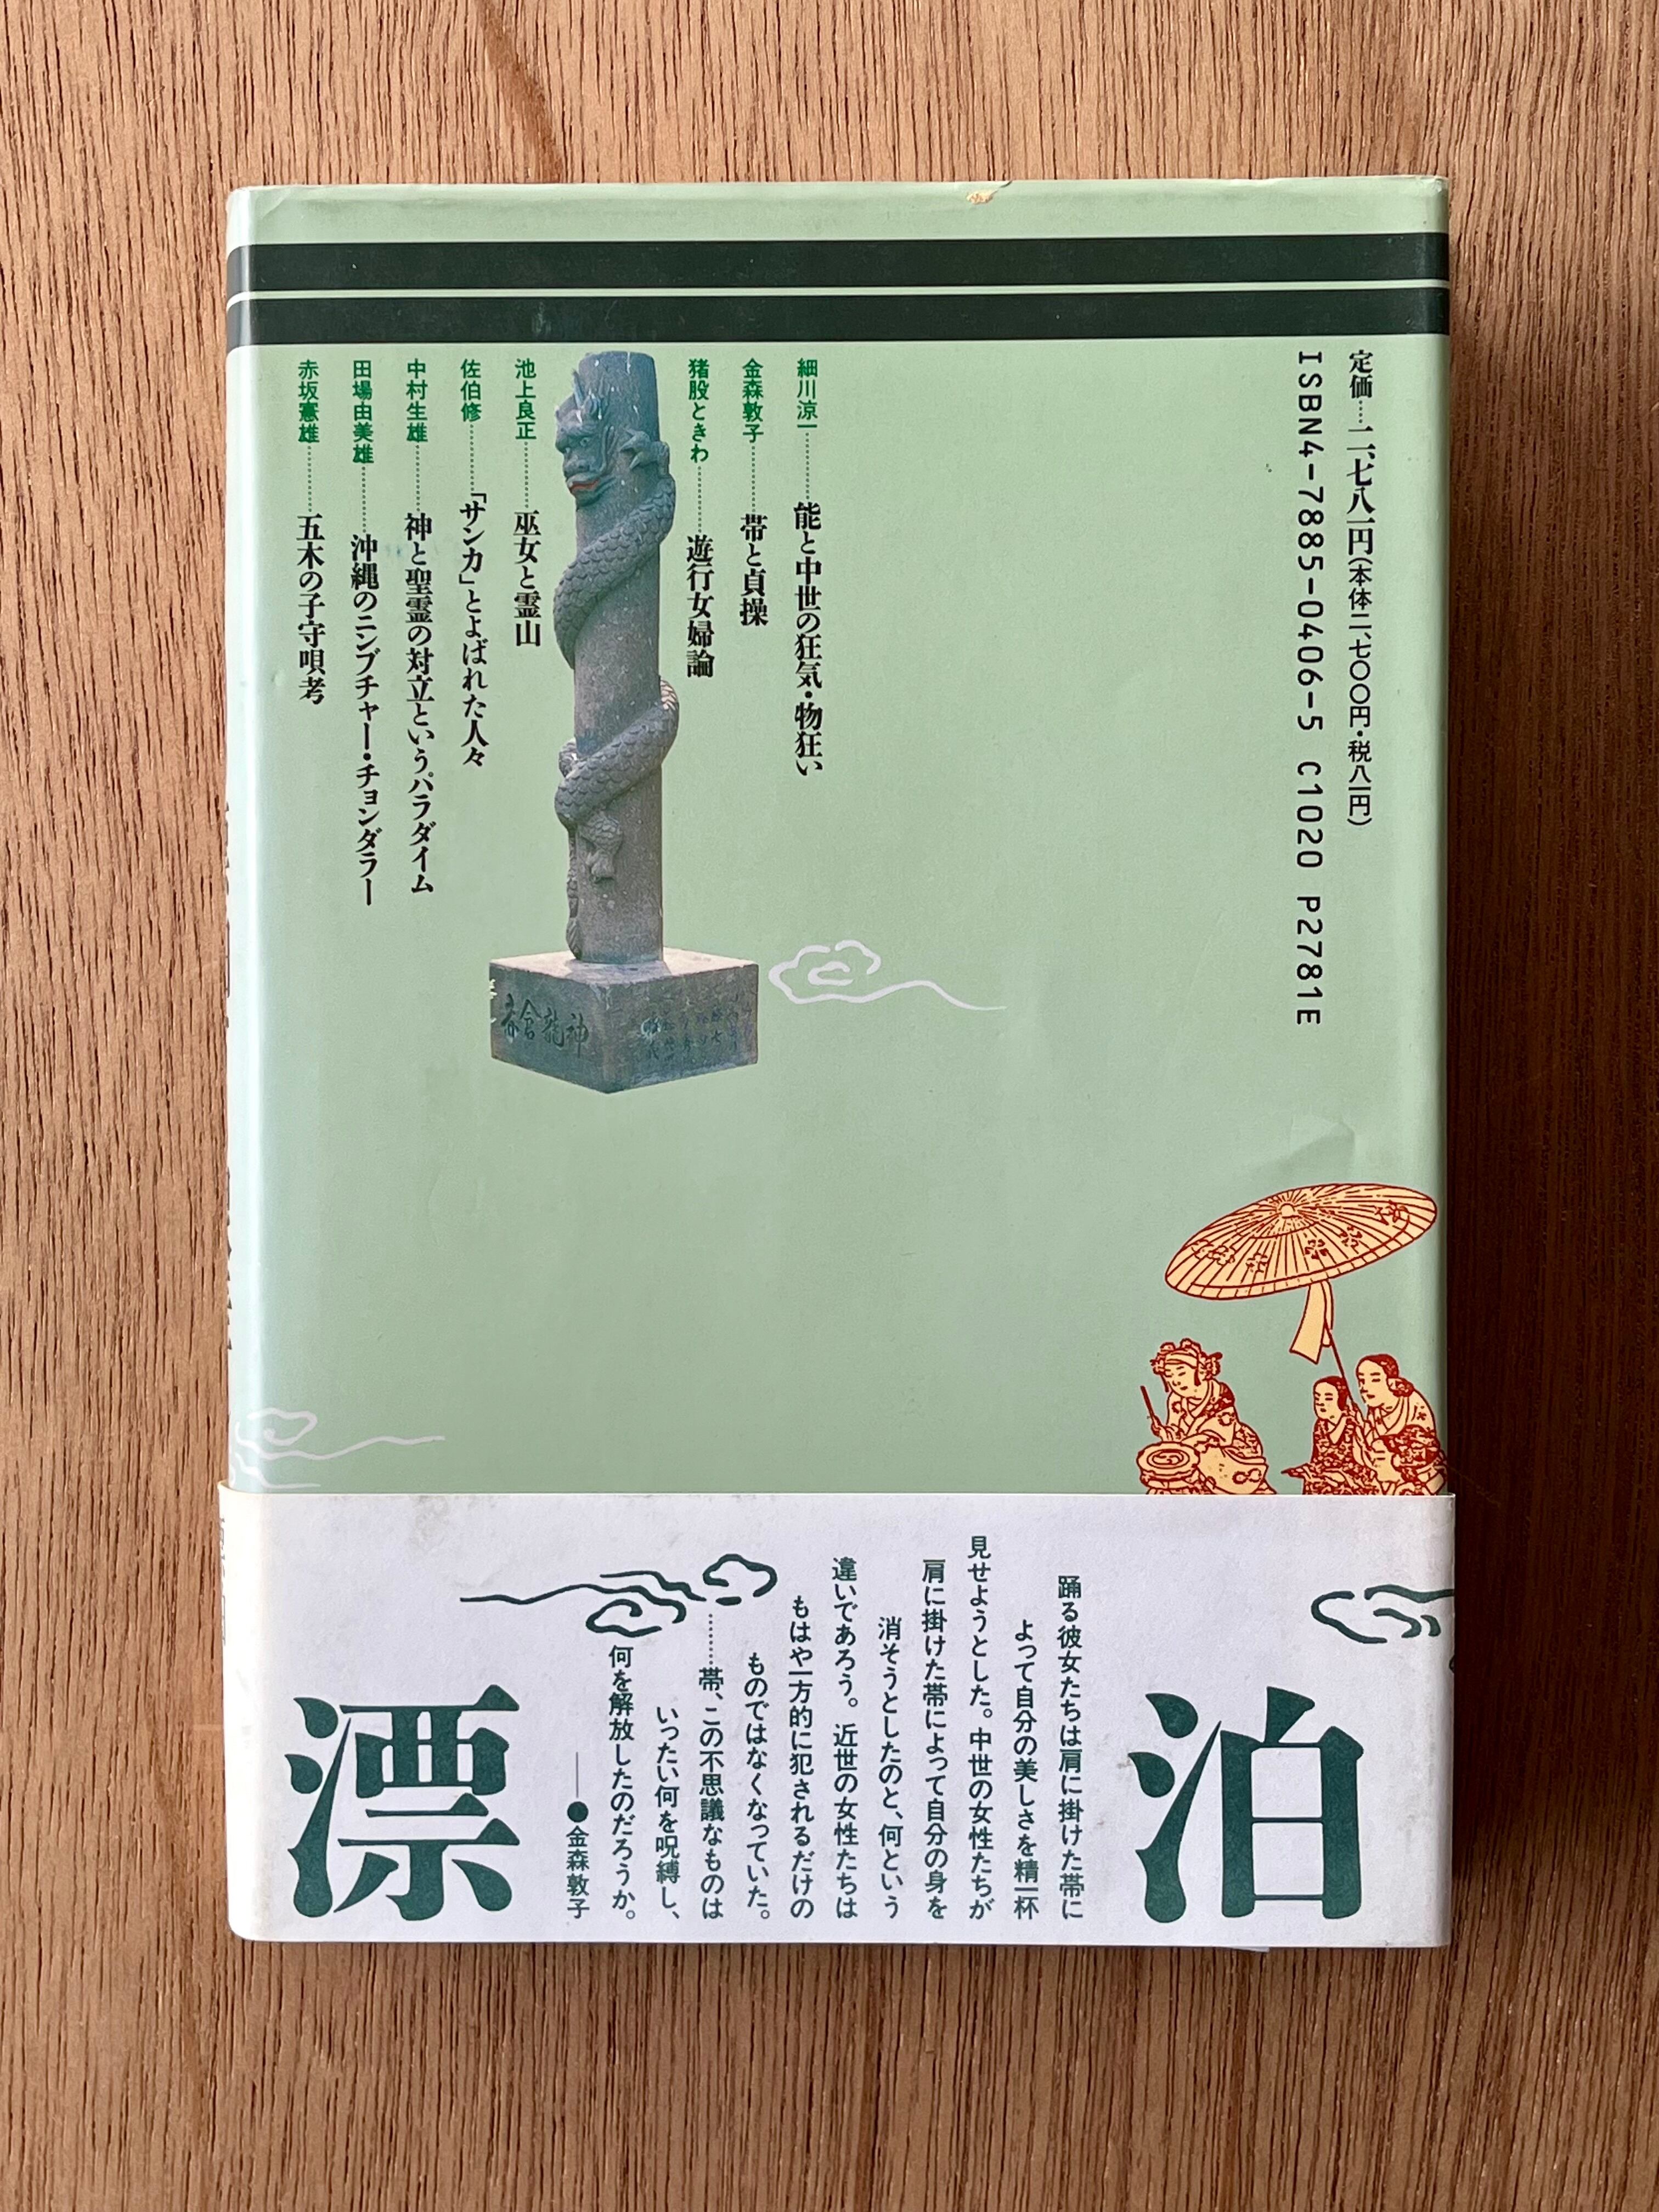 定価……二、七八一円(本体二、七〇〇円・税八一円)
ISBN4-7885-0406-5 C1020 P2781E
細川涼一…………能と中世の狂気・物狂い
金森敦子…………帯と貞操
猪股ときわ…………遊行女婦論
池上良正…………巫女と霊山
佐伯修…………「サンカ」とよばれた人々
中村生雄…………神と聖霊の対立というパラダイム
田場由美雄…………沖縄のニンブチャー・チョンダラー
赤坂憲雄…………五木の子守唄考
赤倉龍神
泊
踊る彼女たちは肩に掛けた帯に
よって自分の美しさを精一杯
見せようとした。中世の女性たちが
肩に掛けた帯によって自分の身を
消そうとしたのと、何という
違いであろう。近世の女性たちは
もはや一方的に犯されるだけの
ものではなくなっていた。
………帯、この不思議なものは
いったい何を呪縛し、
何を解放したのだろうか。
――●金森敦子
漂